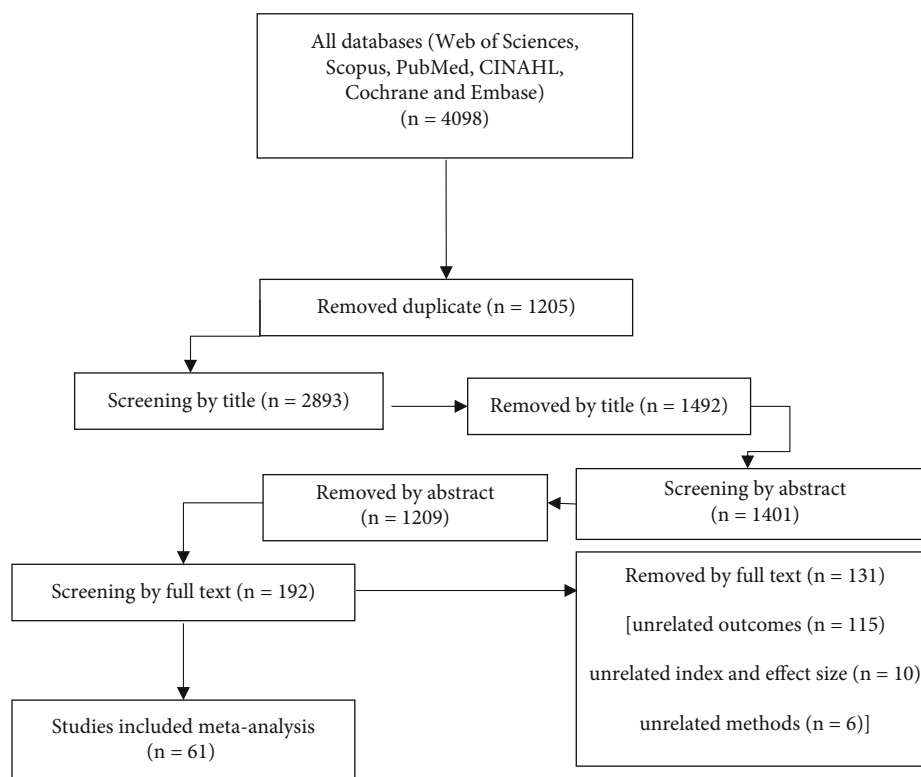 All databases (Web of Sciences,
Scopus, PubMed, CINAHL,
Cochrane and Embase)
(n = 4098)
Removed duplicate (n = 1205)
Screening by title (n = 2893)
Removed by title (n = 1492)
Screening by abstract
(n = 1401)
Removed by abstract
(n = 1209)
Screening by full text (n = 192)
Removed by full text (n = 131)
[unrelated outcomes (n = 115)
unrelated index and effect size (n = 10)
unrelated methods (n = 6)]
Studies included meta-analysis
(n = 61)